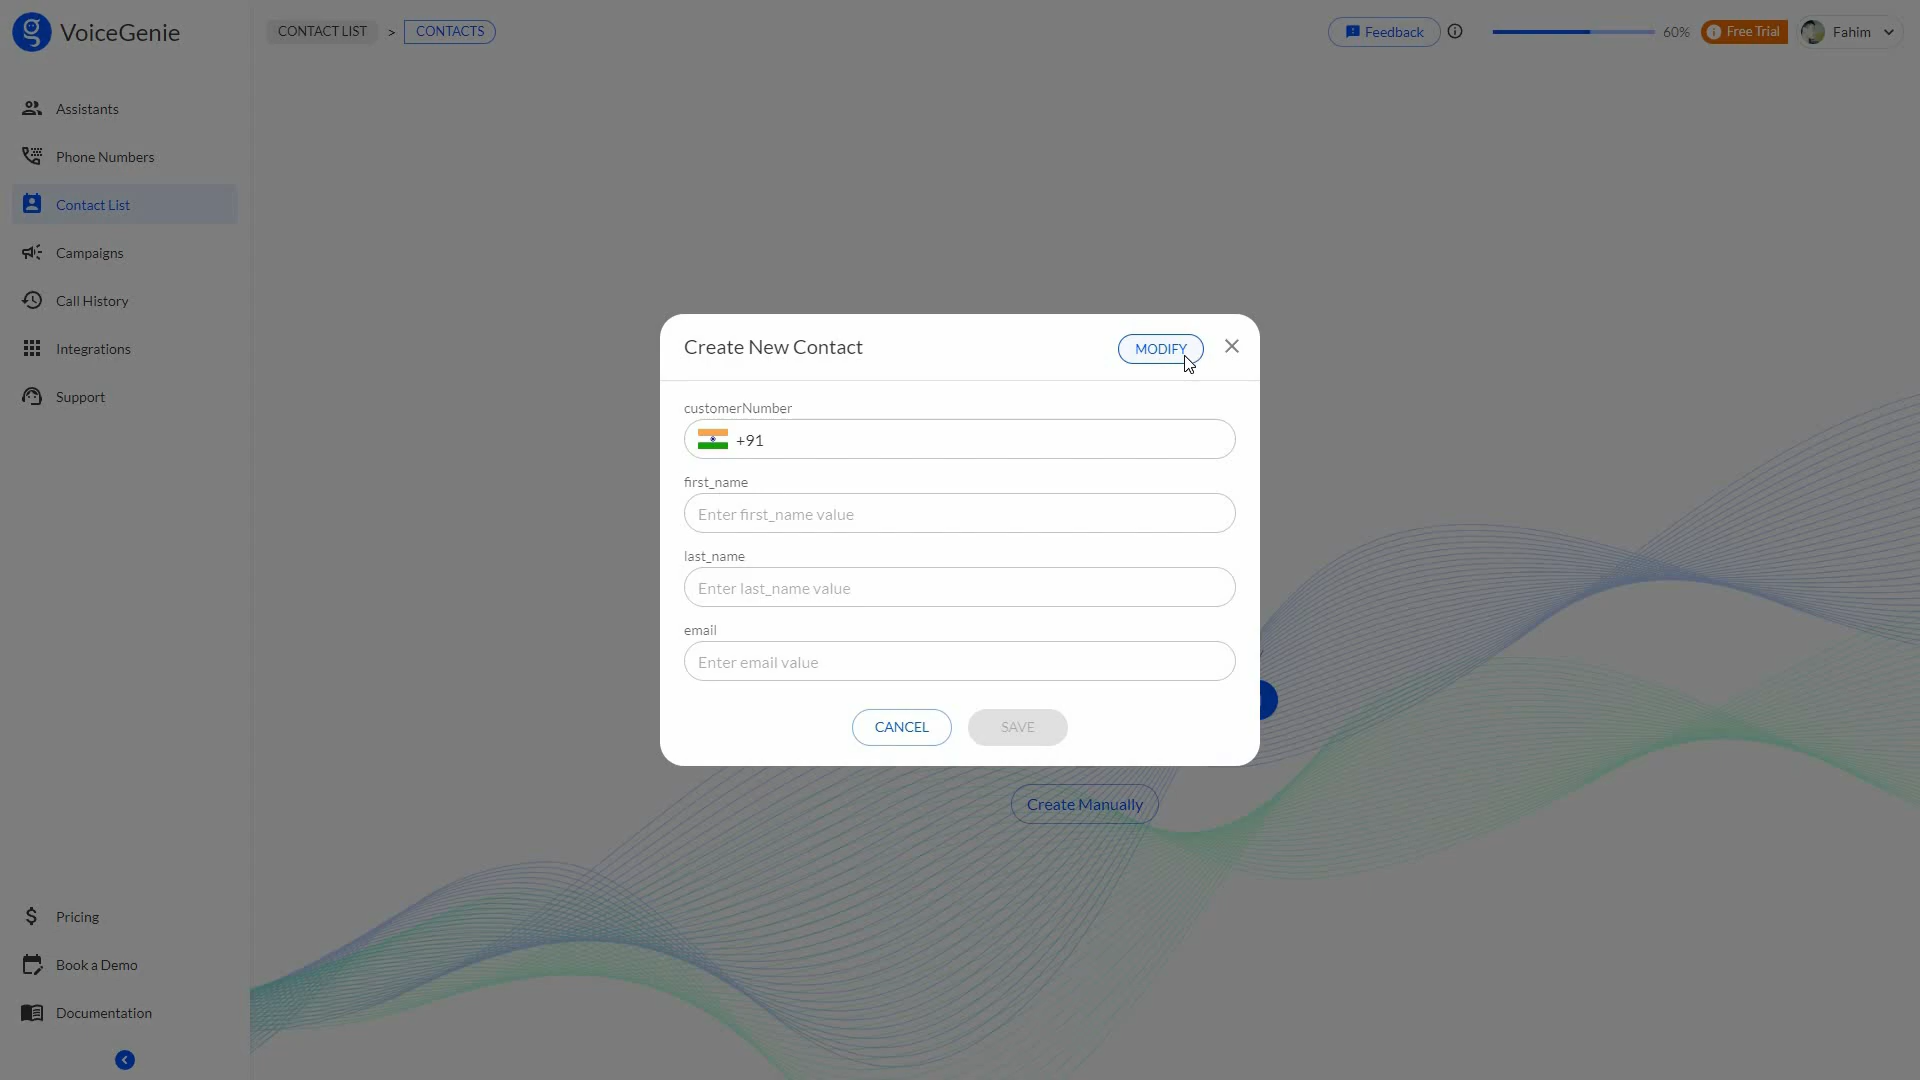 VoiceGenie
CONTACT LIST > CONTACTS
Feedback
60%
Free Trial
Fahim
Assistants
Phone Numbers
Contact List
Campaigns
Call History
Integrations
Support
Pricing
Book a Demo
Documentation
Create New Contact
MODIFY
customerNumber
+91
first_name
Enter first_name value
last_name
Enter last_name value
email
Enter email value
CANCEL
SAVE
Create Manually